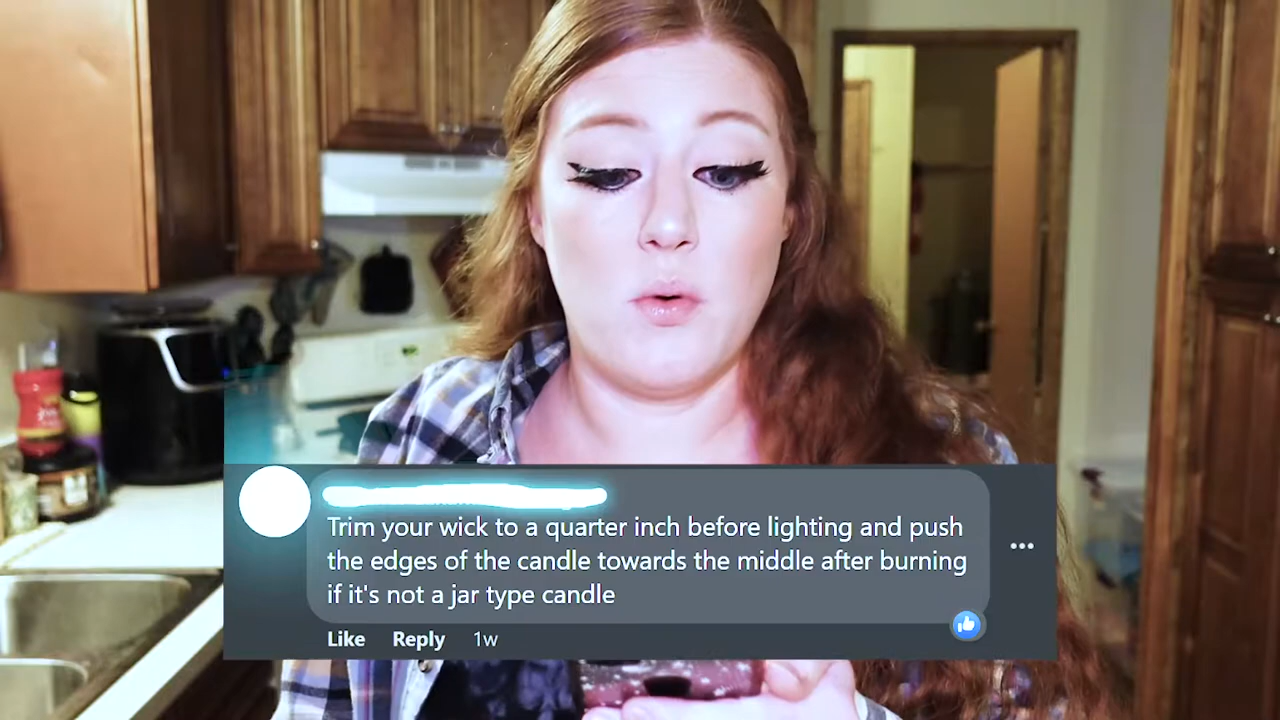 Trim your wick to a quarter inch before lighting and push
the edges of the candle towards the middle after burning
if it's not a jar type candle
Like Reply 1w